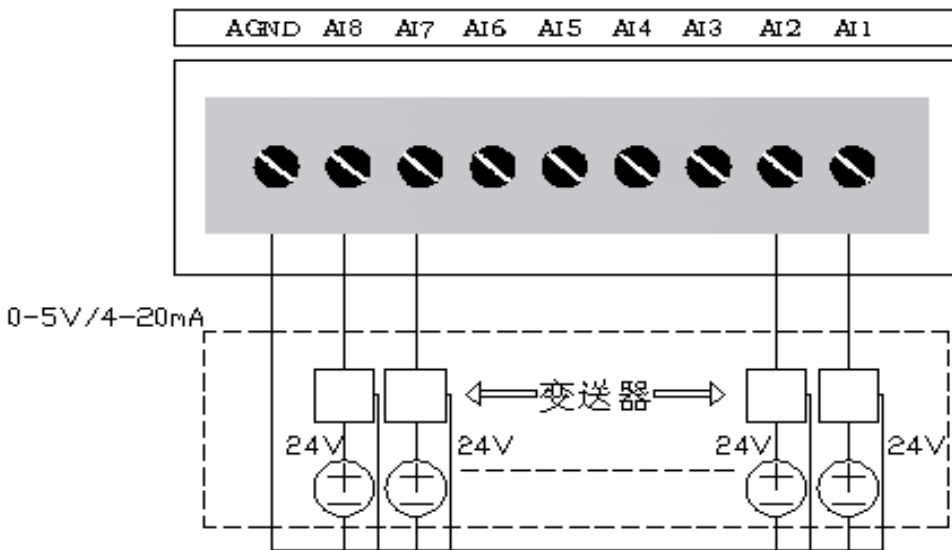 AGND AI8 AI7 AI6 AI5 AI4 AI3 AI2 AI1
0-5V/4-20mA
变送器
24V 24V 24V 24V